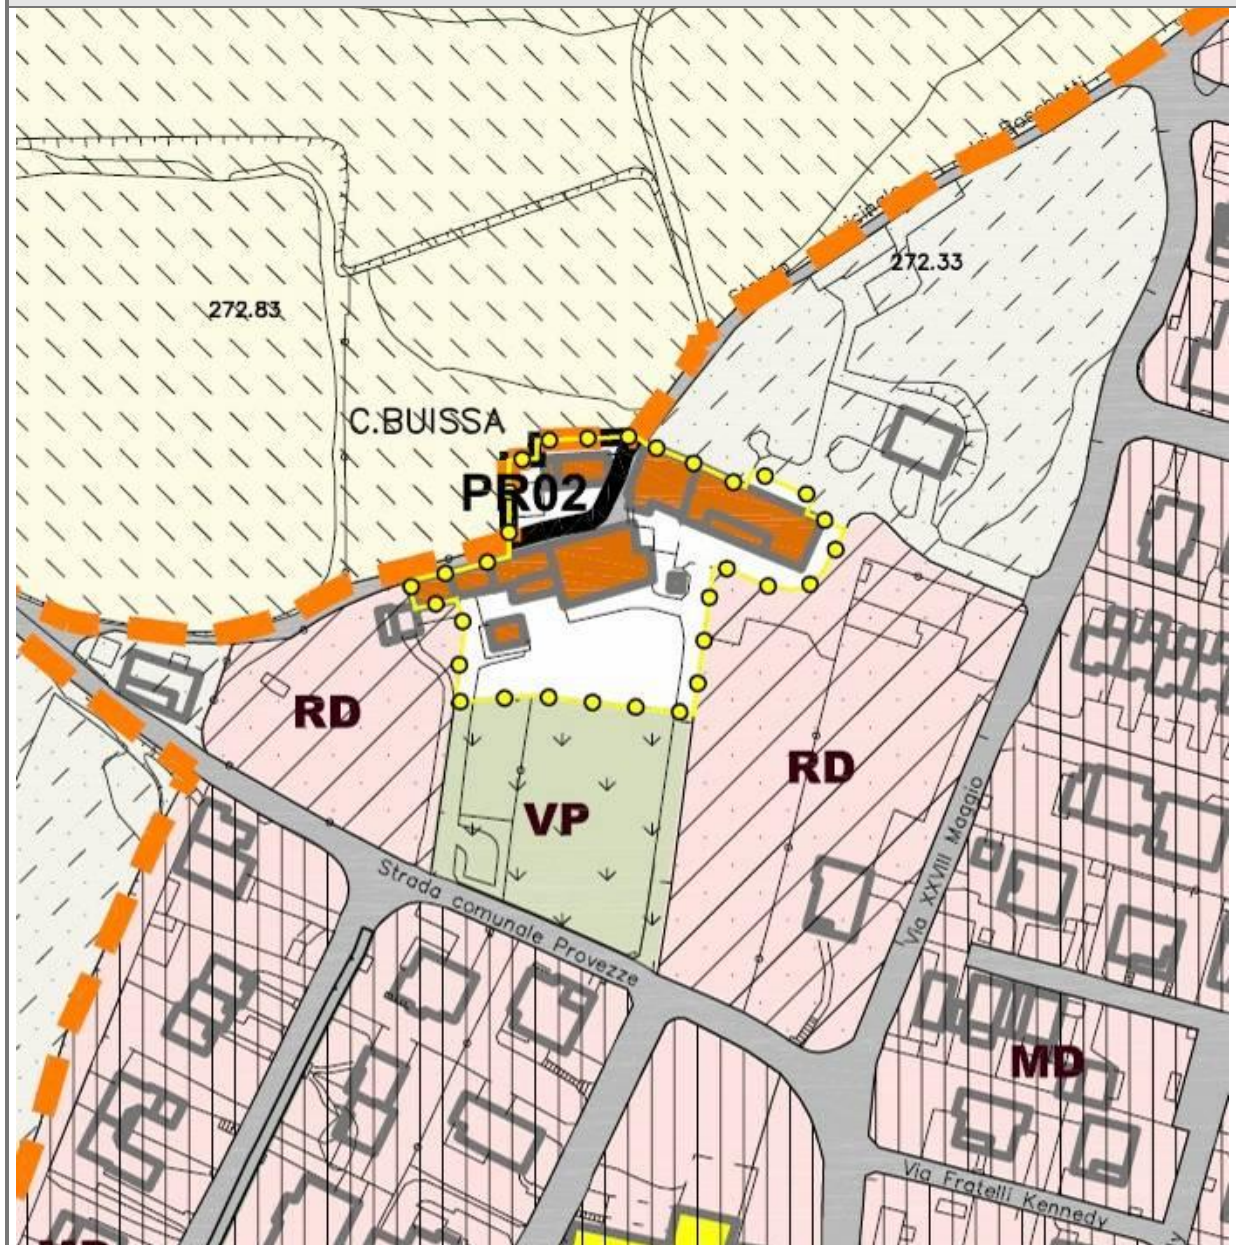 272.33
272.83
C.BUISSA
PR02
RD
RD
VP
Strada comunale Provezze
Via XXVIII Maggio
MD
Via Fratelli Kennedy